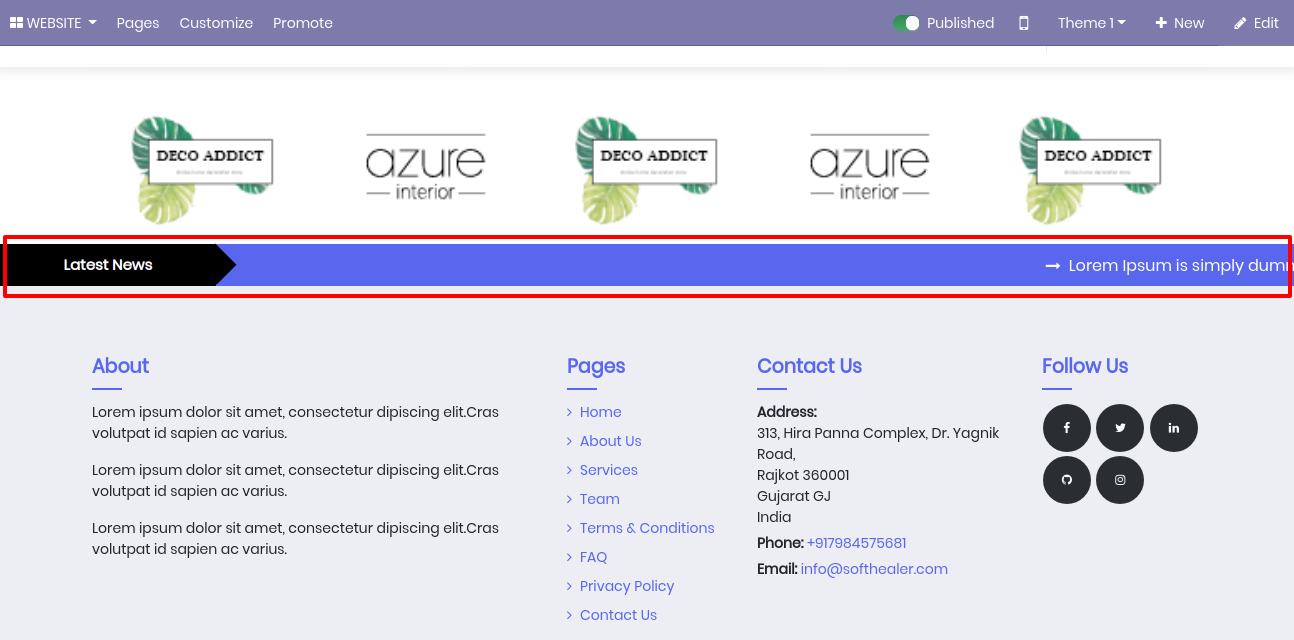 WEBSITE Pages Customize Promote Published Theme 1 New Edit
DECO ADDICT azure interior DECO ADDICT azure interior DECO ADDICT
Latest News Lorem Ipsum is simply
About
Lorem ipsum dolor sit amet, consectetur dipiscing elit.Cras
volutpat id sapien ac varius.
Lorem ipsum dolor sit amet, consectetur dipiscing elit.Cras
volutpat id sapien ac varius.
Lorem ipsum dolor sit amet, consectetur dipiscing elit.Cras
volutpat id sapien ac varius.
Pages
Home
About Us
Services
Team
Terms & Conditions
FAQ
Privacy Policy
Contact Us
Contact Us
Address:
313, Hira Panna Complex, Dr. Yagnik
Road,
Rajkot 360001
Gujarat GJ
India
Phone: +917984575681
Email: info@softhealer.com
Follow Us